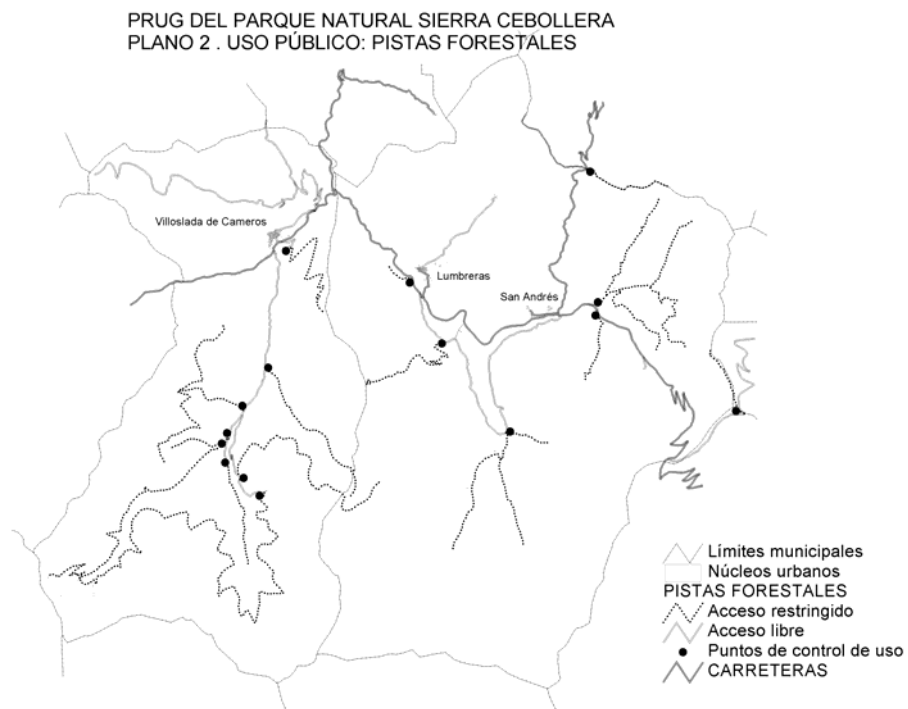 PRUG DEL PARQUE NATURAL SIERRA CEBOLLERA
PLANO 2 . USO PÚBLICO: PISTAS FORESTALES
Villoslada de Cameros
Lumbreras
San Andrés
Límites municipales
Núcleos urbanos
PISTAS FORESTALES
Acceso restringido
Acceso libre
Puntos de control de uso
CARRETERAS